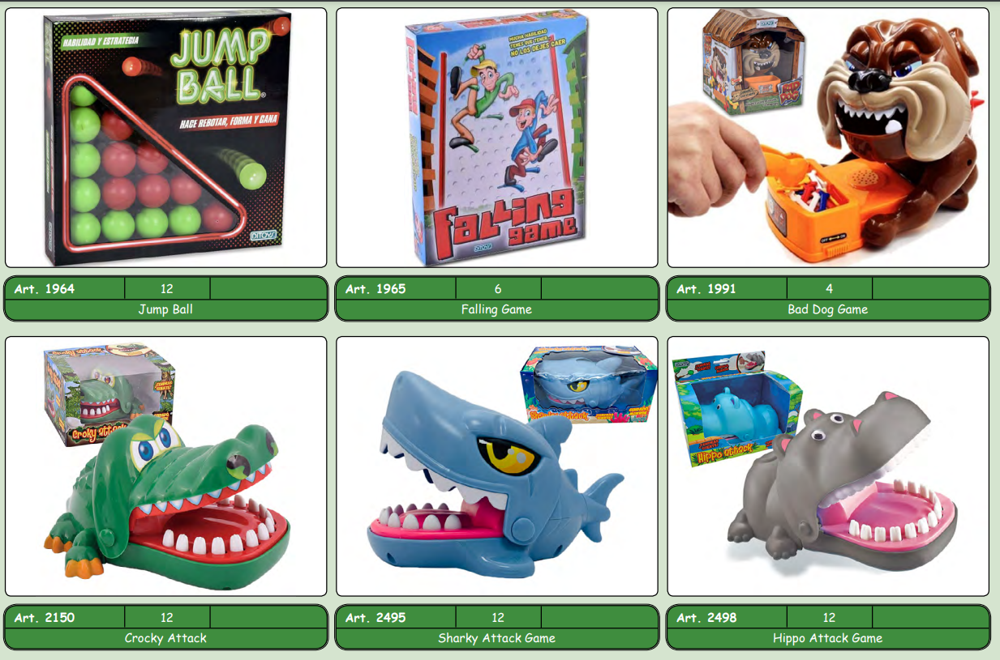 HABILIDAD Y ESTRATEGIA
JUMP
BALL
HACE REBOTAR, FORMA Y GANA
DITOYS
MUCHA HABILIDAD
TENES QUE TENER...
NO LOS DEJES CAER
FALLING
game
DITOYS
OFF ON
Art. 1964
12
Jump Ball
Art. 1965
6
Falling Game
Art. 1991
4
Bad Dog Game
Croky attack
Sharky attack
Hippo attack
Art. 2150
12
Crocky Attack
Art. 2495
12
Sharky Attack Game
Art. 2498
12
Hippo Attack Game